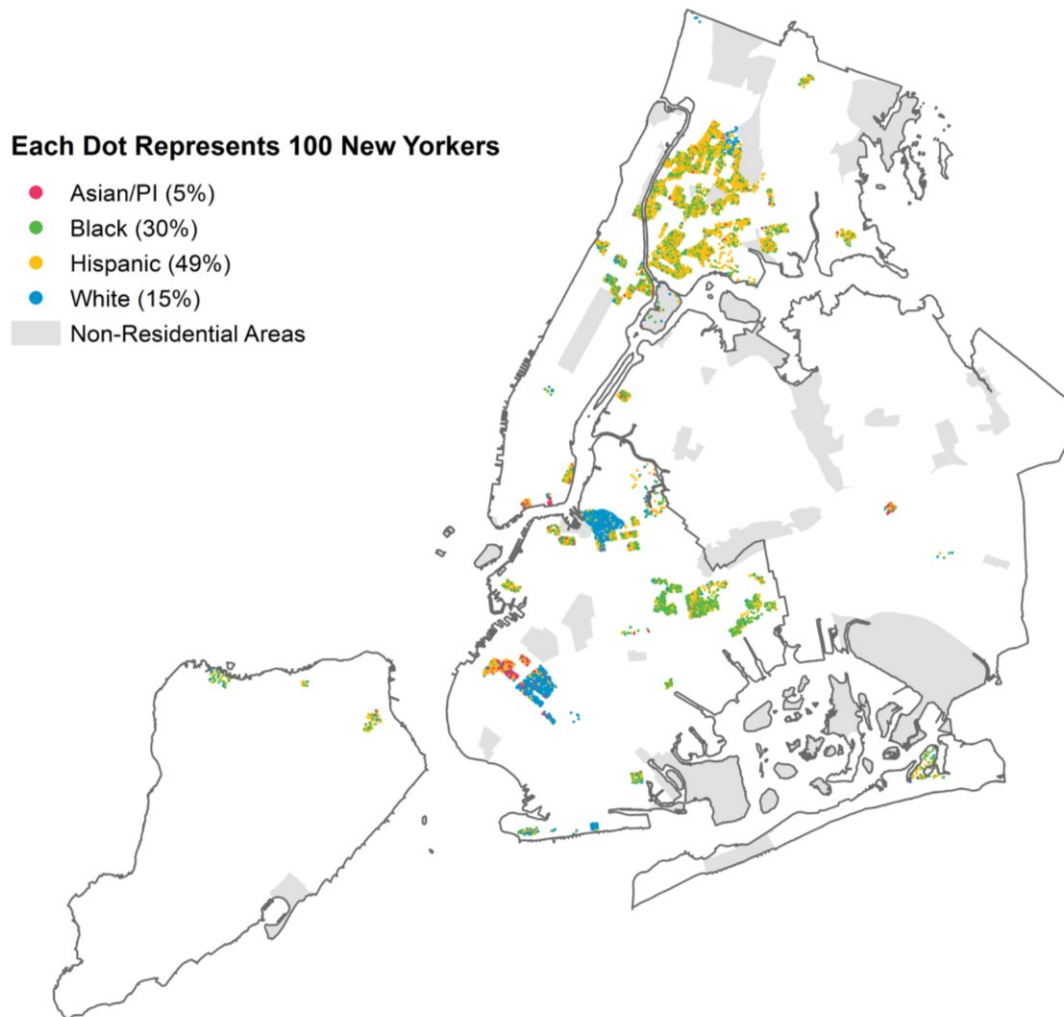 Each Dot Represents 100 New Yorkers
Asian/PI (5%)
Black (30%)
Hispanic (49%)
White (15%)
Non-Residential Areas